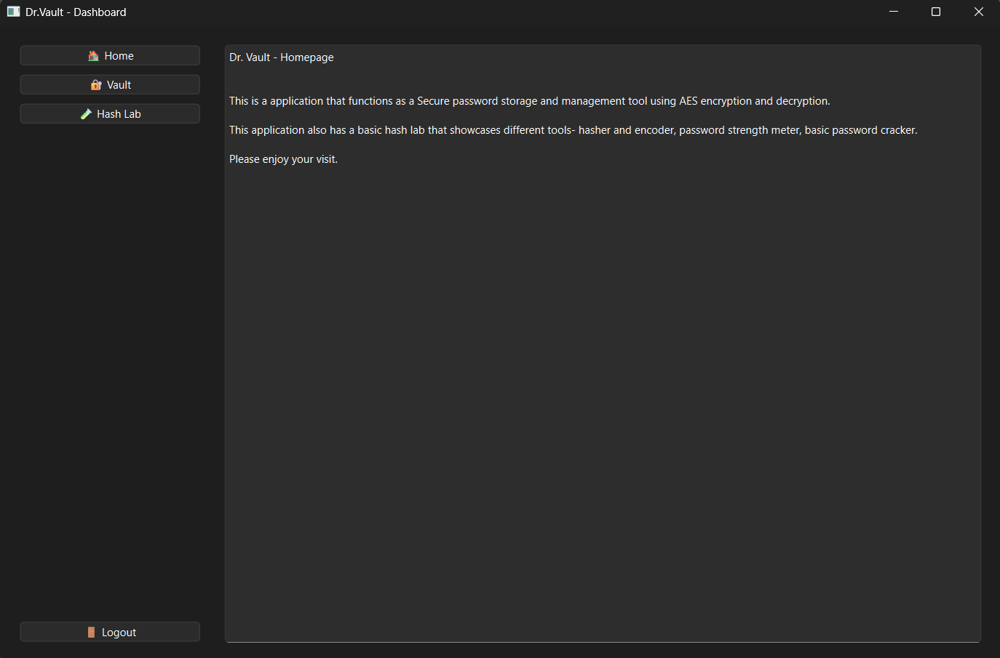 Dr.Vault - Dashboard
Home
Vault
Hash Lab
Logout
Dr. Vault - Homepage
This is a application that functions as a Secure password storage and management tool using AES encryption and decryption.
This application also has a basic hash lab that showcases different tools- hasher and encoder, password strength meter, basic password cracker.
Please enjoy your visit.